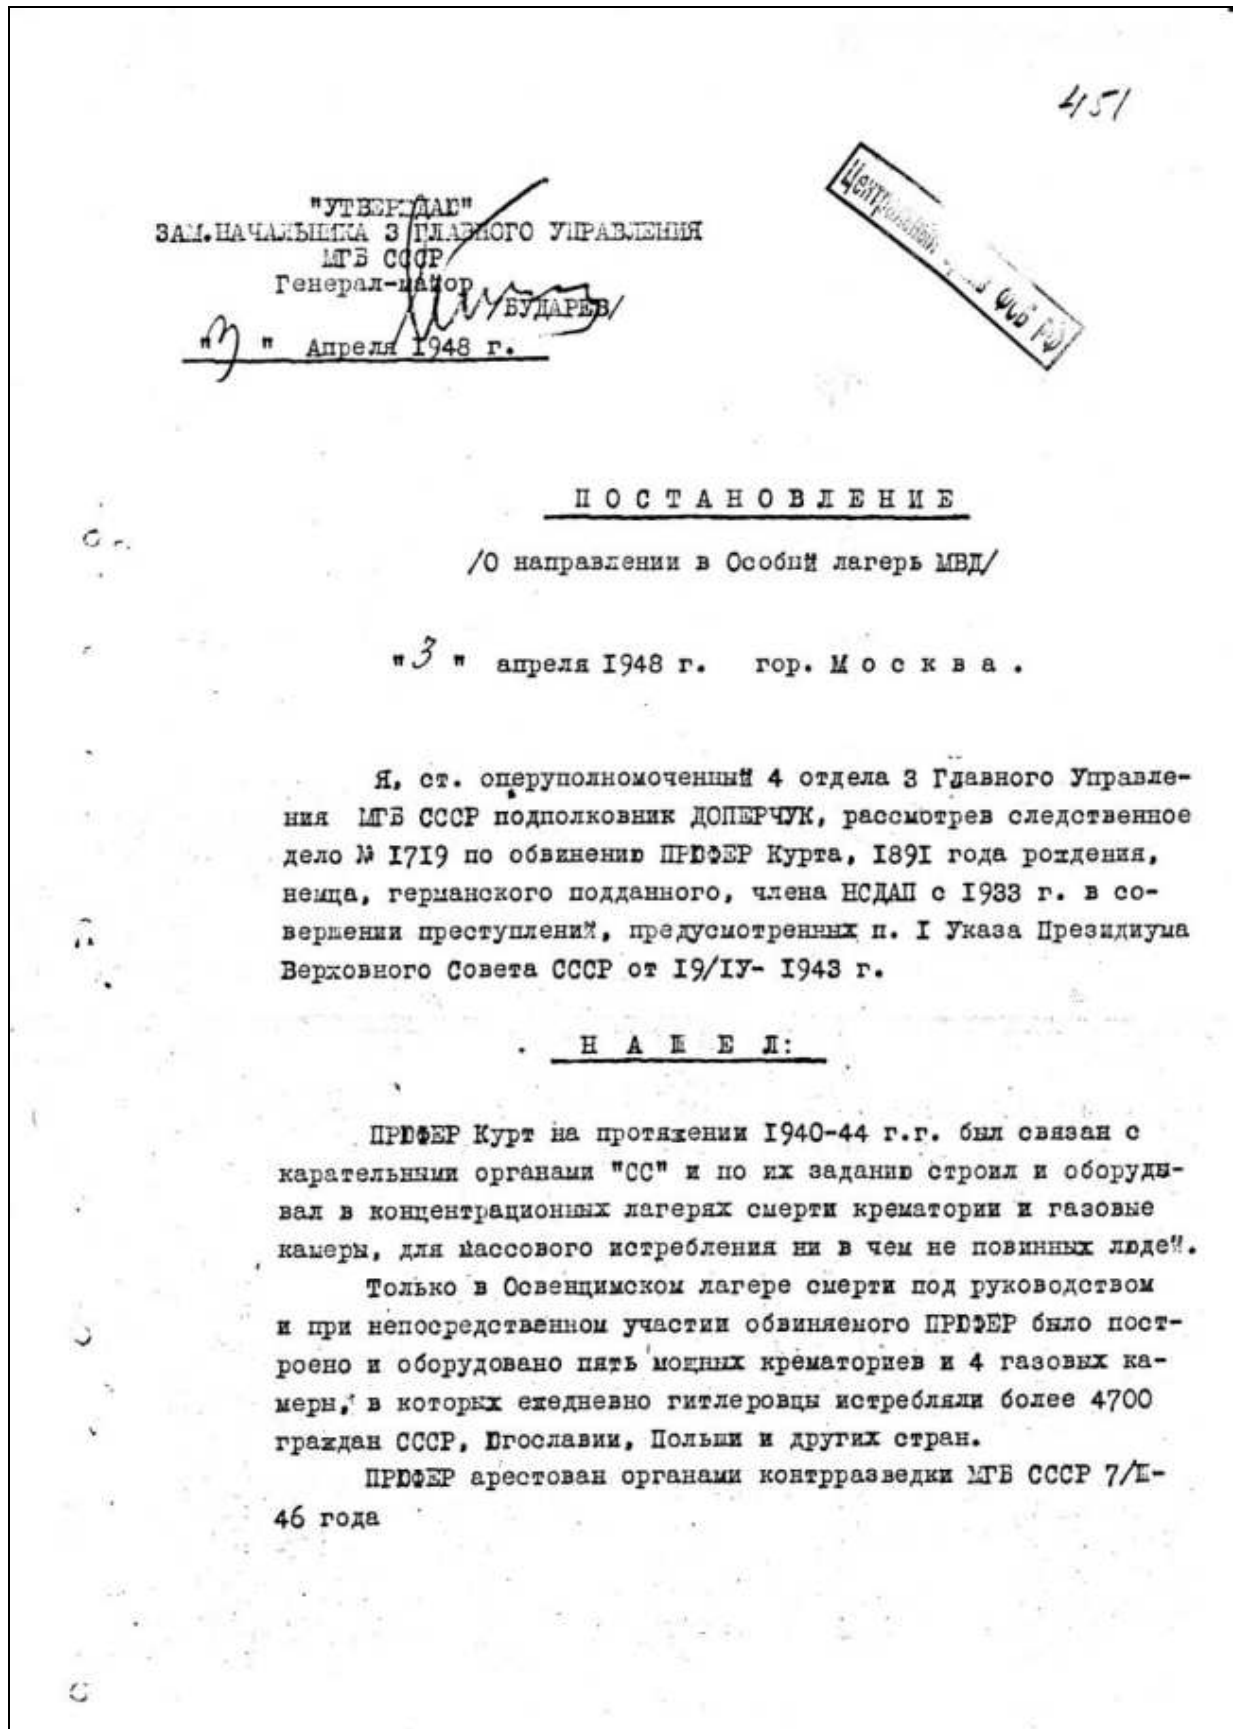 451
Центральный архив ФСБ РФ
"УТВЕРЖДАЮ"
ЗАМ.НАЧАЛЬНИКА 3 ГЛАВНОГО УПРАВЛЕНИЯ
МГБ СССР
Генерал-майор
/БУДАРЕВ/
"3" Апреля 1948 г.
П О С Т А Н О В Л Е Н И Е
/О направлении в Особый лагерь МВД/
"3" апреля 1948 г. гор. М о с к в а .
Я, ст. оперуполномоченный 4 отдела 3 Главного Управле-
ния МГБ СССР подполковник ДОПЕРЧУК, рассмотрев следственное
дело № 1719 по обвинению ПРЮФЕР Курта, 1891 года рождения,
немца, германского подданного, члена НСДАП с 1933 г. в со-
вершении преступлений, предусмотренных п. I Указа Президиума
Верховного Совета СССР от 19/IУ- 1943 г.
Н А Ш Е Л:
ПРЮФЕР Курт на протяжении 1940-44 г.г. был связан с
карательными органами "СС" и по их заданию строил и оборуды-
вал в концентрационных лагерях смерти крематории и газовые
камеры, для массового истребления ни в чем не повинных людей.
Только в Освенцимском лагере смерти под руководством
и при непосредственном участии обвиняемого ПРЮФЕР было пост-
роено и оборудовано пять мощных крематориев и 4 газовых ка-
меры, в которых ежедневно гитлеровцы истребляли более 4700
граждан СССР, Югославии, Польши и других стран.
ПРЮФЕР арестован органами контрразведки МГБ СССР 7/Ш-
46 года